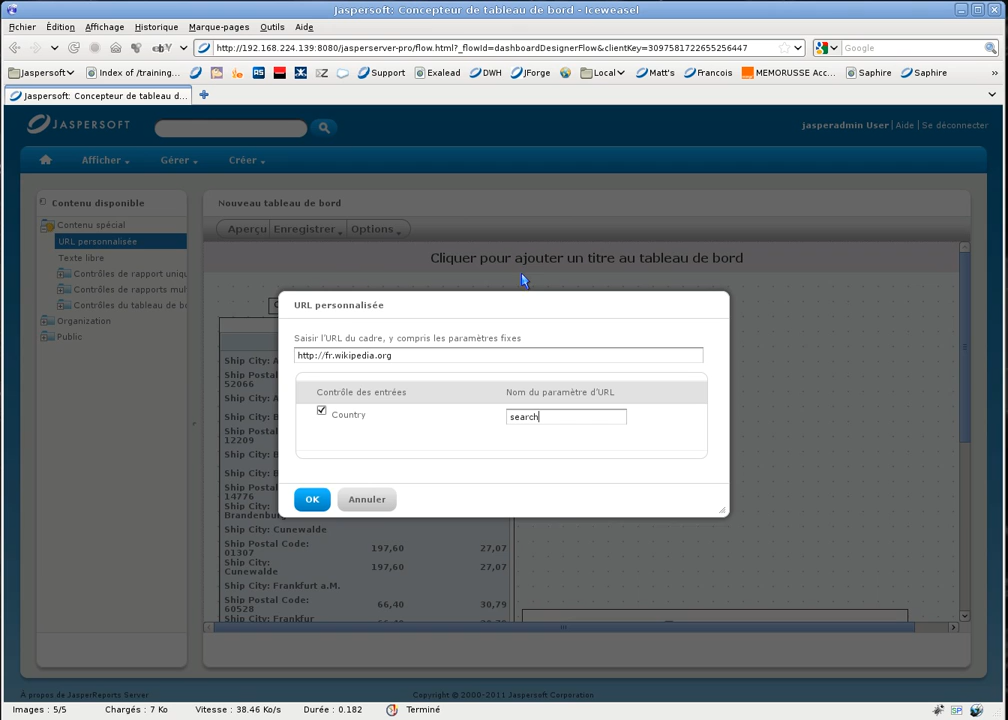 Jaspersoft: Concepteur de tableau de bord - Iceweasel
Fichier Édition Affichage Historique Marque-pages Outils Aide
http://192.168.224.139:8080/jasperserver-pro/flow.html?_flowId=dashboardDesignerFlow&clientKey=3097581722655256447
Google
Jaspersoft Index of /training... Support Exalead DWH JForge Local Matt's Francois MEMORUSSE Acc... Saphire Saphire »
Jaspersoft: Concepteur de tableau d...
JASPERSOFT
jasperadmin User | Aide | Se déconnecter
Afficher Gérer Créer
Contenu disponible
Contenu spécial
URL personnalisée
Texte libre
Contrôles de rapport uniqu
Contrôles de rapports mul
Contrôles du tableau de bo
Organization
Public
Nouveau tableau de bord
Aperçu Enregistrer Options
Cliquer pour ajouter un titre au tableau de bord
URL personnalisée
Saisir l'URL du cadre, y compris les paramètres fixes
http://fr.wikipedia.org
Contrôle des entrées Nom du paramètre d'URL
Country search
OK Annuler
Ship City: A
Ship Postal
52066
Ship City: A
Ship City: A
Ship Postal
12209
Ship City: B
Ship City: B
Ship Postal
14776
Ship City:
Brandenbu
Ship City: Cunewalde
Ship Postal Code:
01307 197,60 27,07
Ship City:
Cunewalde 197,60 27,07
Ship City: Frankfurt a.M.
Ship Postal Code:
60528 66,40 30,79
Ship City: Frankfur
À propos de JasperReports Server Copyright © 2000-2011 Jaspersoft Corporation
Images : 5/5 Chargés : 7 Ko Vitesse : 38.46 Ko/s Durée : 0.182 Terminé